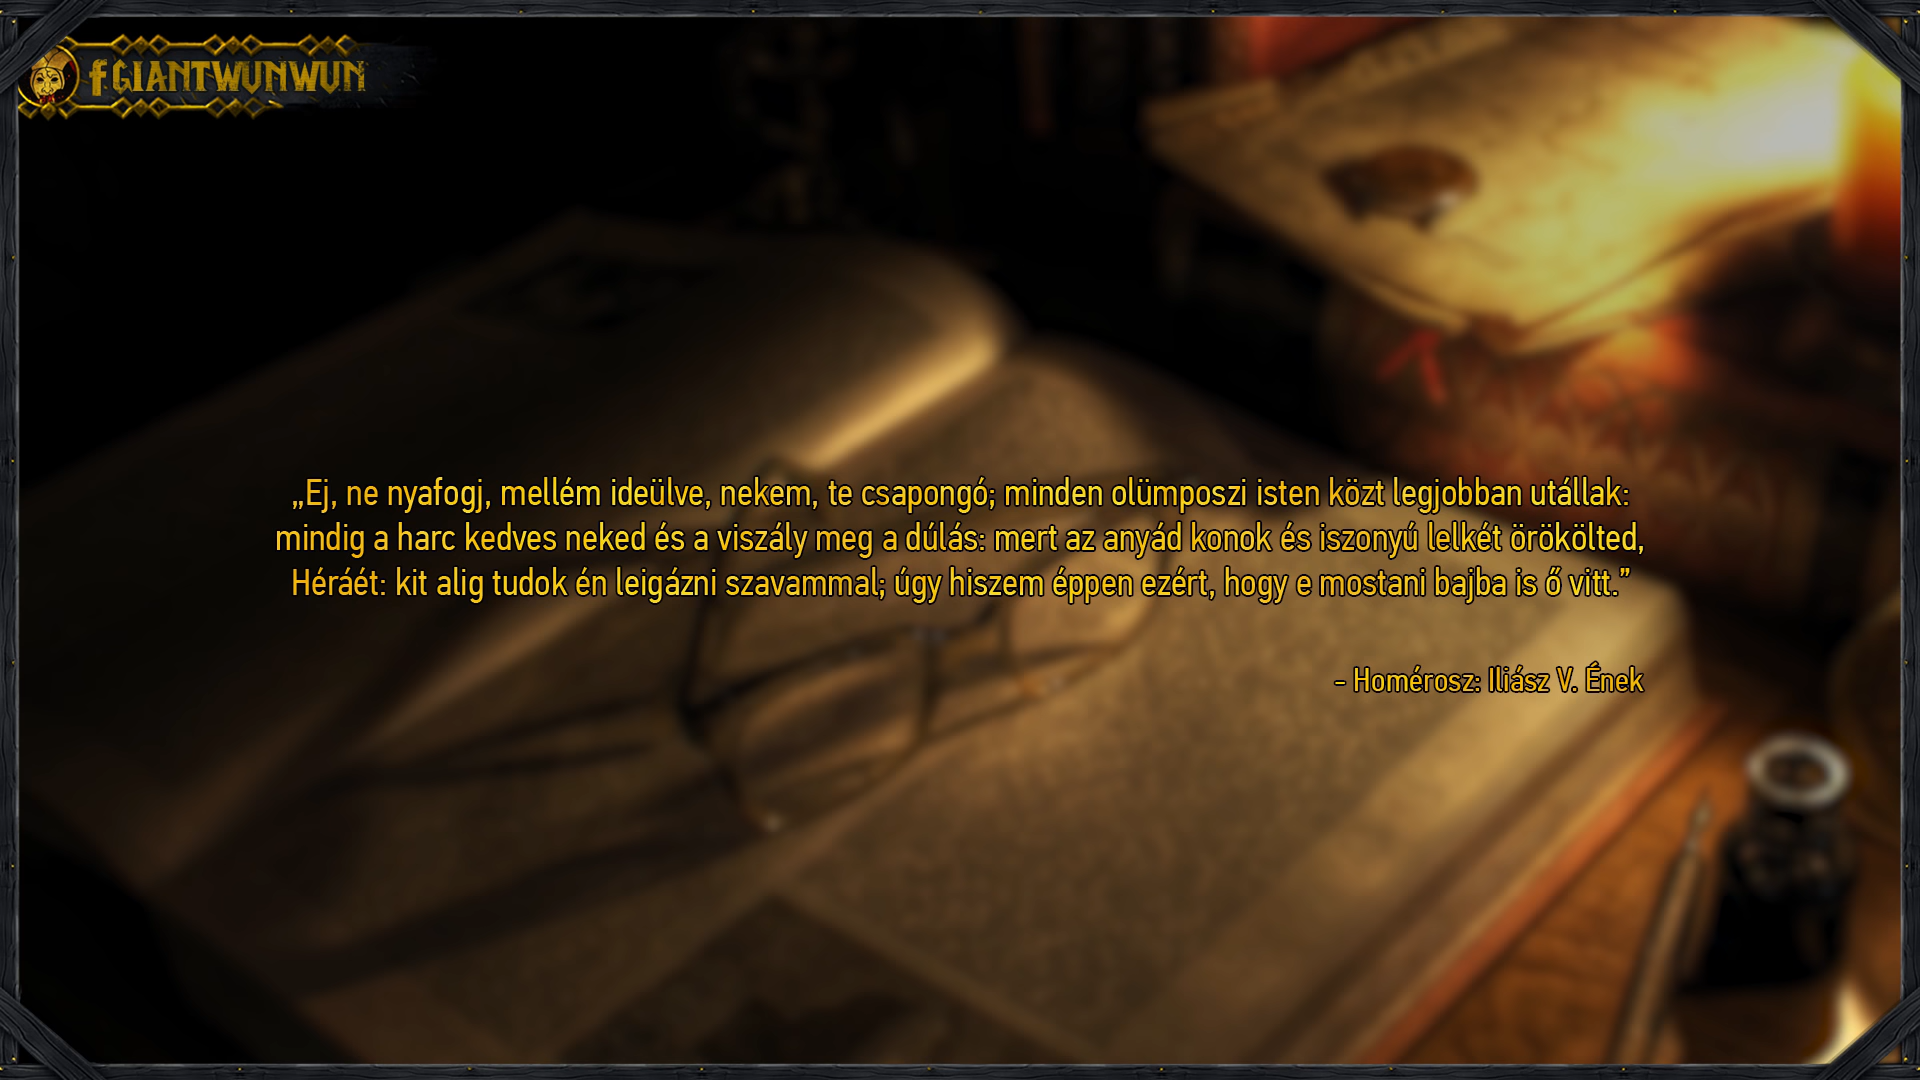 FGIANTWUNWUN
„Ej, ne nyafogj, mellém ideülve, nekem, te csapongó; minden olümposzi isten közt legjobban utállak:
mindig a harc kedves neked és a viszály meg a dúlás: mert az anyád konok és iszonyú lelkét örökölted,
Héráét: kit alig tudok én leigázni szavammal; úgy hiszem éppen ezért, hogy e mostani bajba is ő vitt.”
- Homérosz: Iliász V. Ének